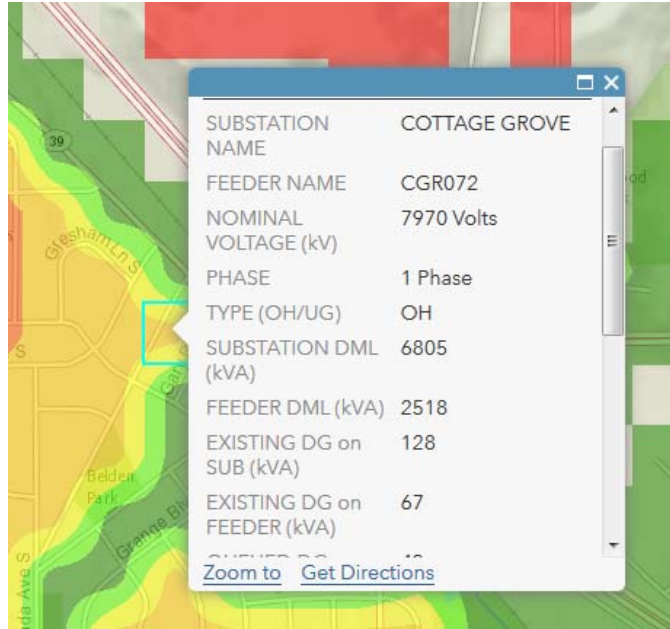 SUBSTATION NAME COTTAGE GROVE
FEEDER NAME CGR072
NOMINAL VOLTAGE (kV) 7970 Volts
PHASE 1 Phase
TYPE (OH/UG) OH
SUBSTATION DML (kVA) 6805
FEEDER DML (kVA) 2518
EXISTING DG on SUB (kVA) 128
EXISTING DG on FEEDER (kVA) 67
Zoom to Get Directions
39
Gresham Ln S
S
Belden Park
Grange Blv
da Ave S